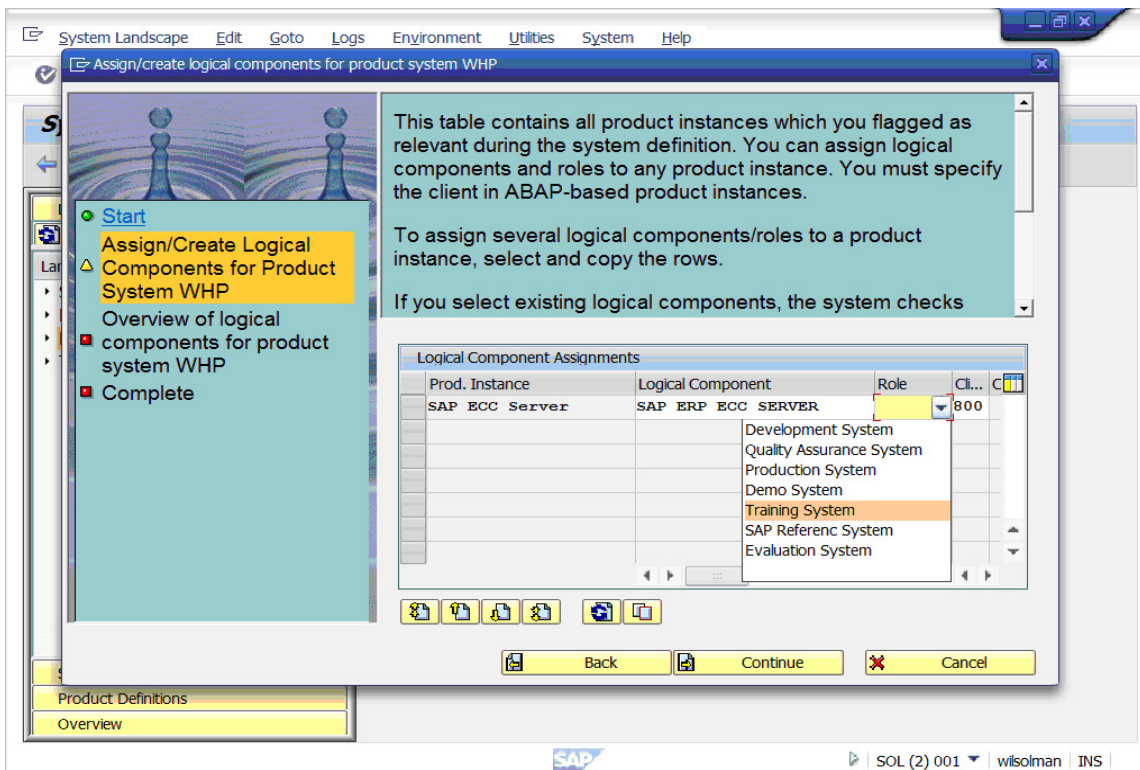 System Landscape Edit Goto Logs Environment Utilities System Help
Assign/create logical components for product system WHP
This table contains all product instances which you flagged as
relevant during the system definition. You can assign logical
components and roles to any product instance. You must specify
the client in ABAP-based product instances.
To assign several logical components/roles to a product
instance, select and copy the rows.
If you select existing logical components, the system checks
Start
Assign/Create Logical
Components for Product
System WHP
Overview of logical
components for product
system WHP
Complete
Logical Component Assignments
Prod. Instance Logical Component Role Cli... C
SAP ECC Server SAP ERP ECC SERVER 800
Development System
Quality Assurance System
Production System
Demo System
Training System
SAP Referenc System
Evaluation System
Back Continue Cancel
Product Definitions
Overview
SAP
SOL (2) 001 wilsolman INS